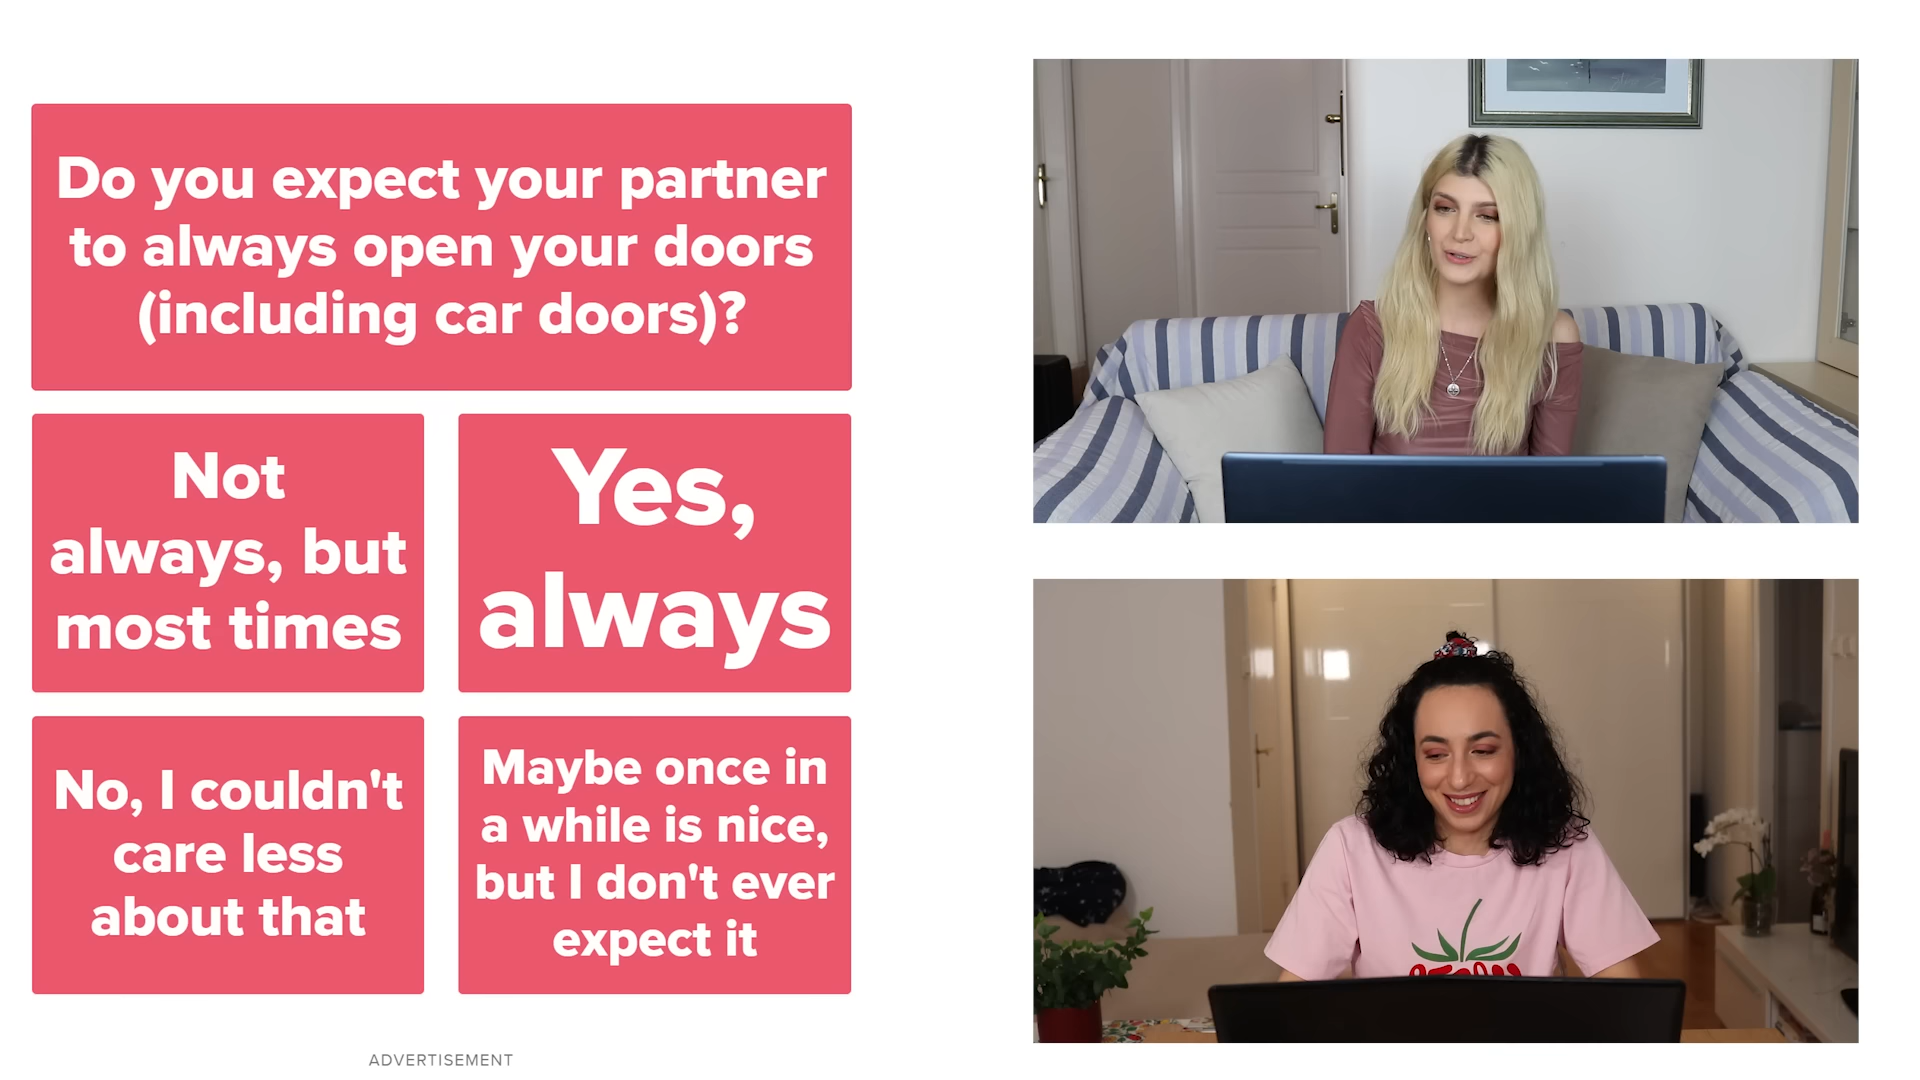 Do you expect your partner
to always open your doors
(including car doors)?
Not
always, but
most times
Yes,
always
No, I couldn't
care less
about that
Maybe once in
a while is nice,
but I don't ever
expect it
ADVERTISEMENT